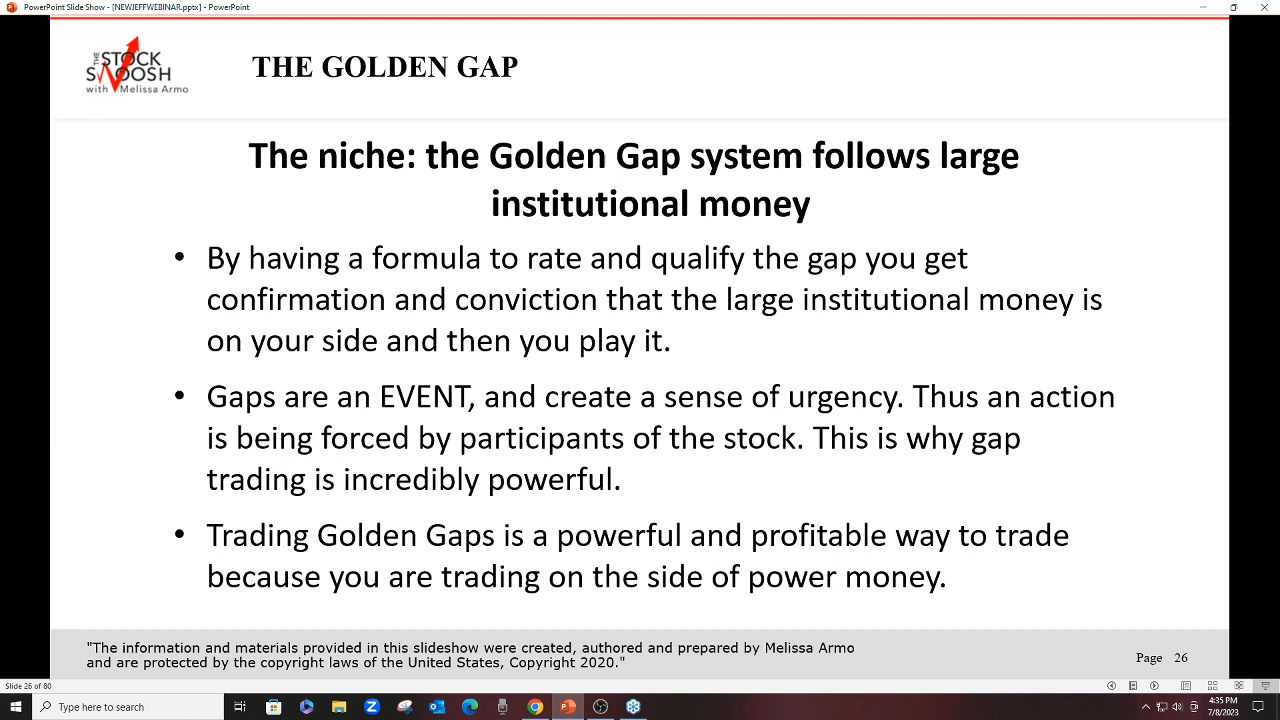 PowerPoint Slide Show - [NEWJEFFWEBINAR.pptx] - PowerPoint
THE STOCK
SWOOSH
with Melissa Armo
THE GOLDEN GAP
The niche: the Golden Gap system follows large
institutional money
• By having a formula to rate and qualify the gap you get
confirmation and conviction that the large institutional money is
on your side and then you play it.
• Gaps are an EVENT, and create a sense of urgency. Thus an action
is being forced by participants of the stock. This is why gap
trading is incredibly powerful.
• Trading Golden Gaps is a powerful and profitable way to trade
because you are trading on the side of power money.
"The information and materials provided in this slideshow were created, authored and prepared by Melissa Armo
and are protected by the copyright laws of the United States, Copyright 2020."
Page 26
Slide 26 of 80
Type here to search
4:35 PM
7/8/2023